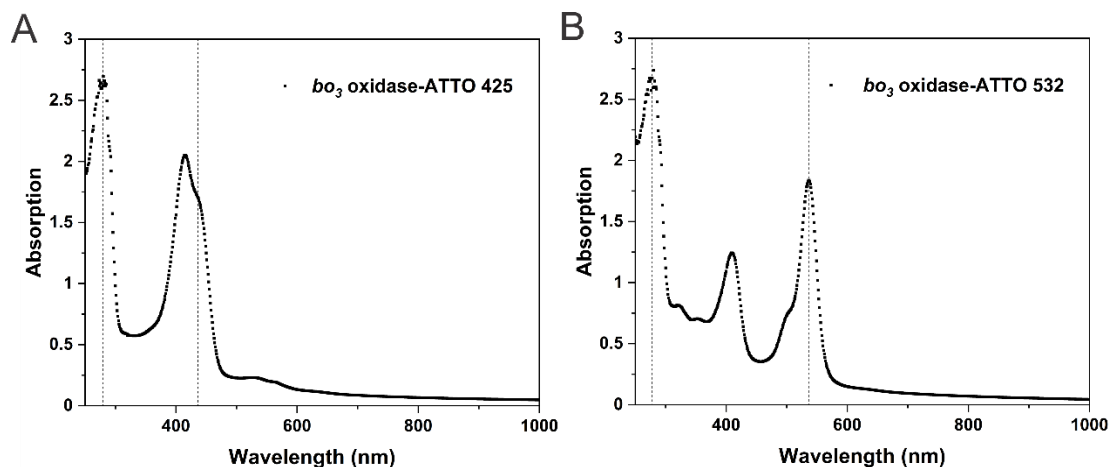 A
3
2.5
2
1.5
1
0.5
0
400
600
800
1000
Absorption
Wavelength (nm)
bo3 oxidase-ATTO 425
B
3
2.5
2
1.5
1
0.5
0
400
600
800
1000
Absorption
Wavelength (nm)
bo3 oxidase-ATTO 532